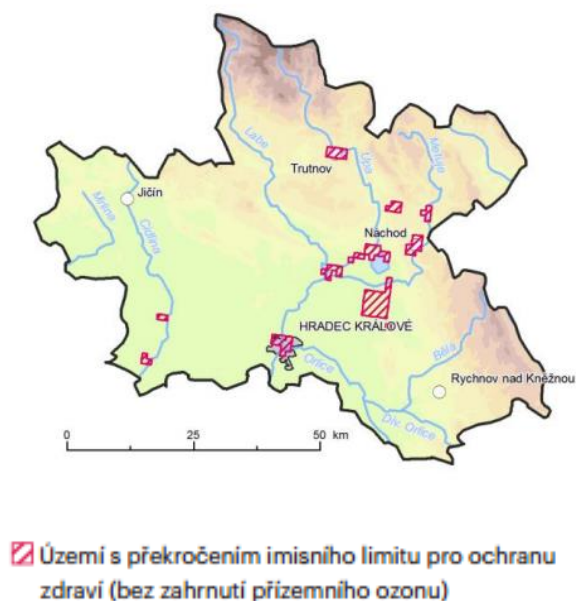 Labe
Úpa
Metuje
Trutnov
Jičín
Mrlina
Cidlina
Náchod
HRADEC KRÁLOVÉ
Orlice
Běla
Rychnov nad Kněžnou
Div. Orlice
0 25 50 km
Území s překročením imisního limitu pro ochranu
zdraví (bez zahrnutí přízemního ozonu)